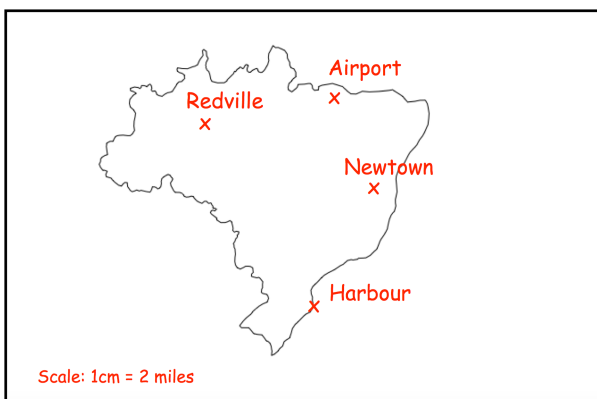 Airport
Redville
Newtown
Harbour
Scale: 1cm = 2 miles